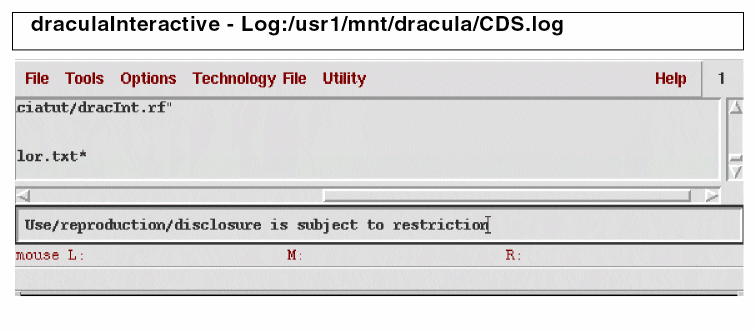 draculaInteractive - Log:/usr1/mnt/dracula/CDS.log
File Tools Options Technology File Utility Help 1
ciatut/dracInt.rf"
lor.txt"
Use/reproduction/disclosure is subject to restriction
mouse L: M: R: